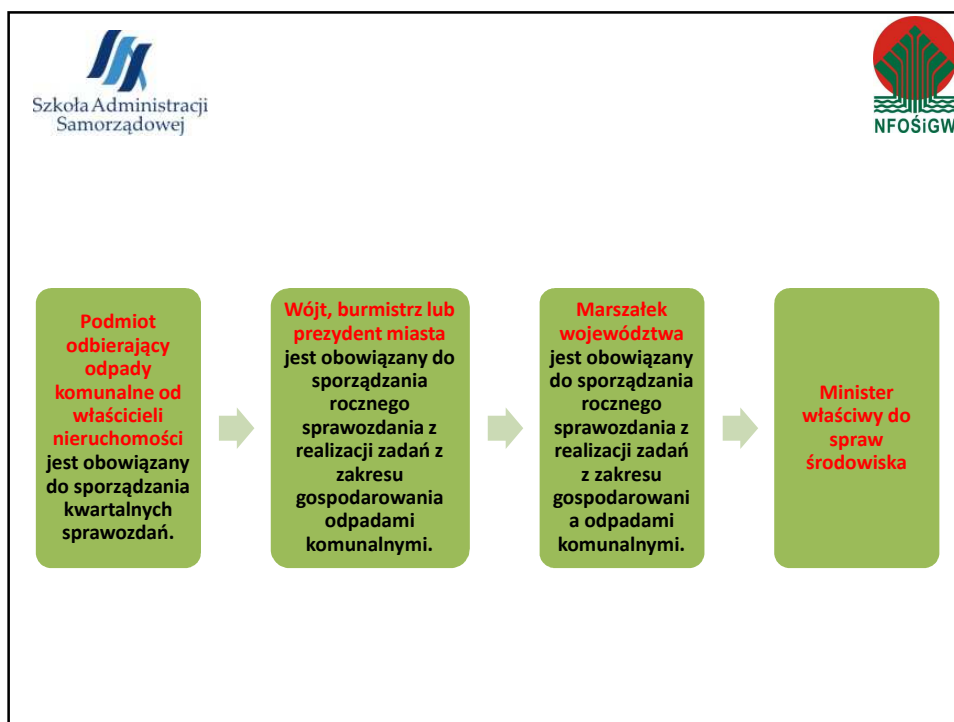 Szkoła Administracji
Samorządowej
NFOŚiGW
Podmiot
odbierający
odpady
komunalne od
właścicieli
nieruchomości
jest obowiązany
do sporządzania
kwartalnych
sprawozdań.
Wójt, burmistrz lub
prezydent miasta
jest obowiązany do
sporządzania
rocznego
sprawozdania z
realizacji zadań z
zakresu
gospodarowania
odpadami
komunalnymi.
Marszałek
województwa
jest obowiązany
do sporządzania
rocznego
sprawozdania z
realizacji zadań
z zakresu
gospodarowani
a odpadami
komunalnymi.
Minister
właściwy do
spraw
środowiska